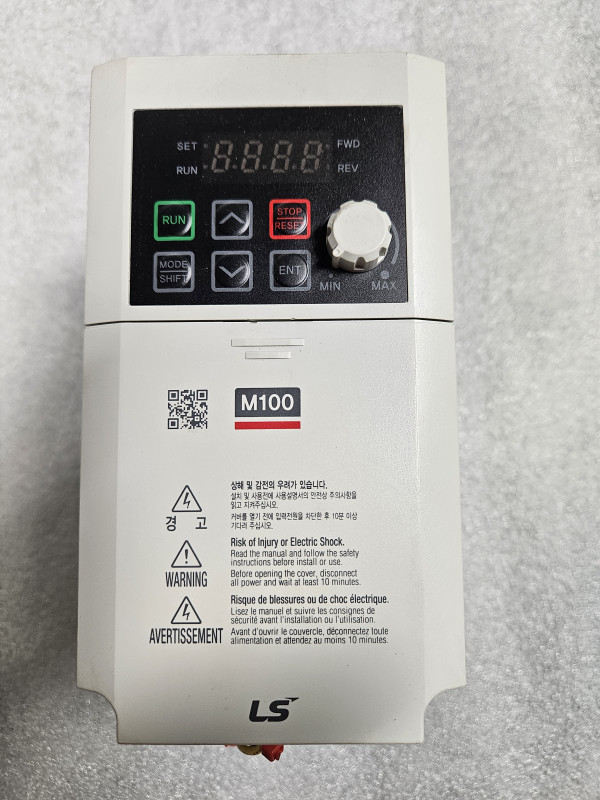 SET
8.8.8.8
FWD
RUN
REV
RUN
STOP
RESET
MODE
SHIFT
ENT
MIN
MAX
M100
상해 및 감전의 우려가 있습니다.
설치 및 사용전에 사용설명서의 안전상 주의사항을
읽고 지켜주십시오.
커버를 열기 전에 입력전원을 차단한 후 10분 이상
기다려 주십시오.
경 고
Risk of Injury or Electric Shock.
Read the manual and follow the safety
instructions before install or use.
Before opening the cover, disconnect
all power and wait at least 10 minutes.
WARNING
Risque de blessures ou de choc électrique.
Lisez le manuel et suivre les consignes de
sécurité avant l'installation ou l'utilisation.
Avant d'ouvrir le couvercle, déconnectez toute
alimentation et attendez au moins 10 minutes.
AVERTISSEMENT
LS